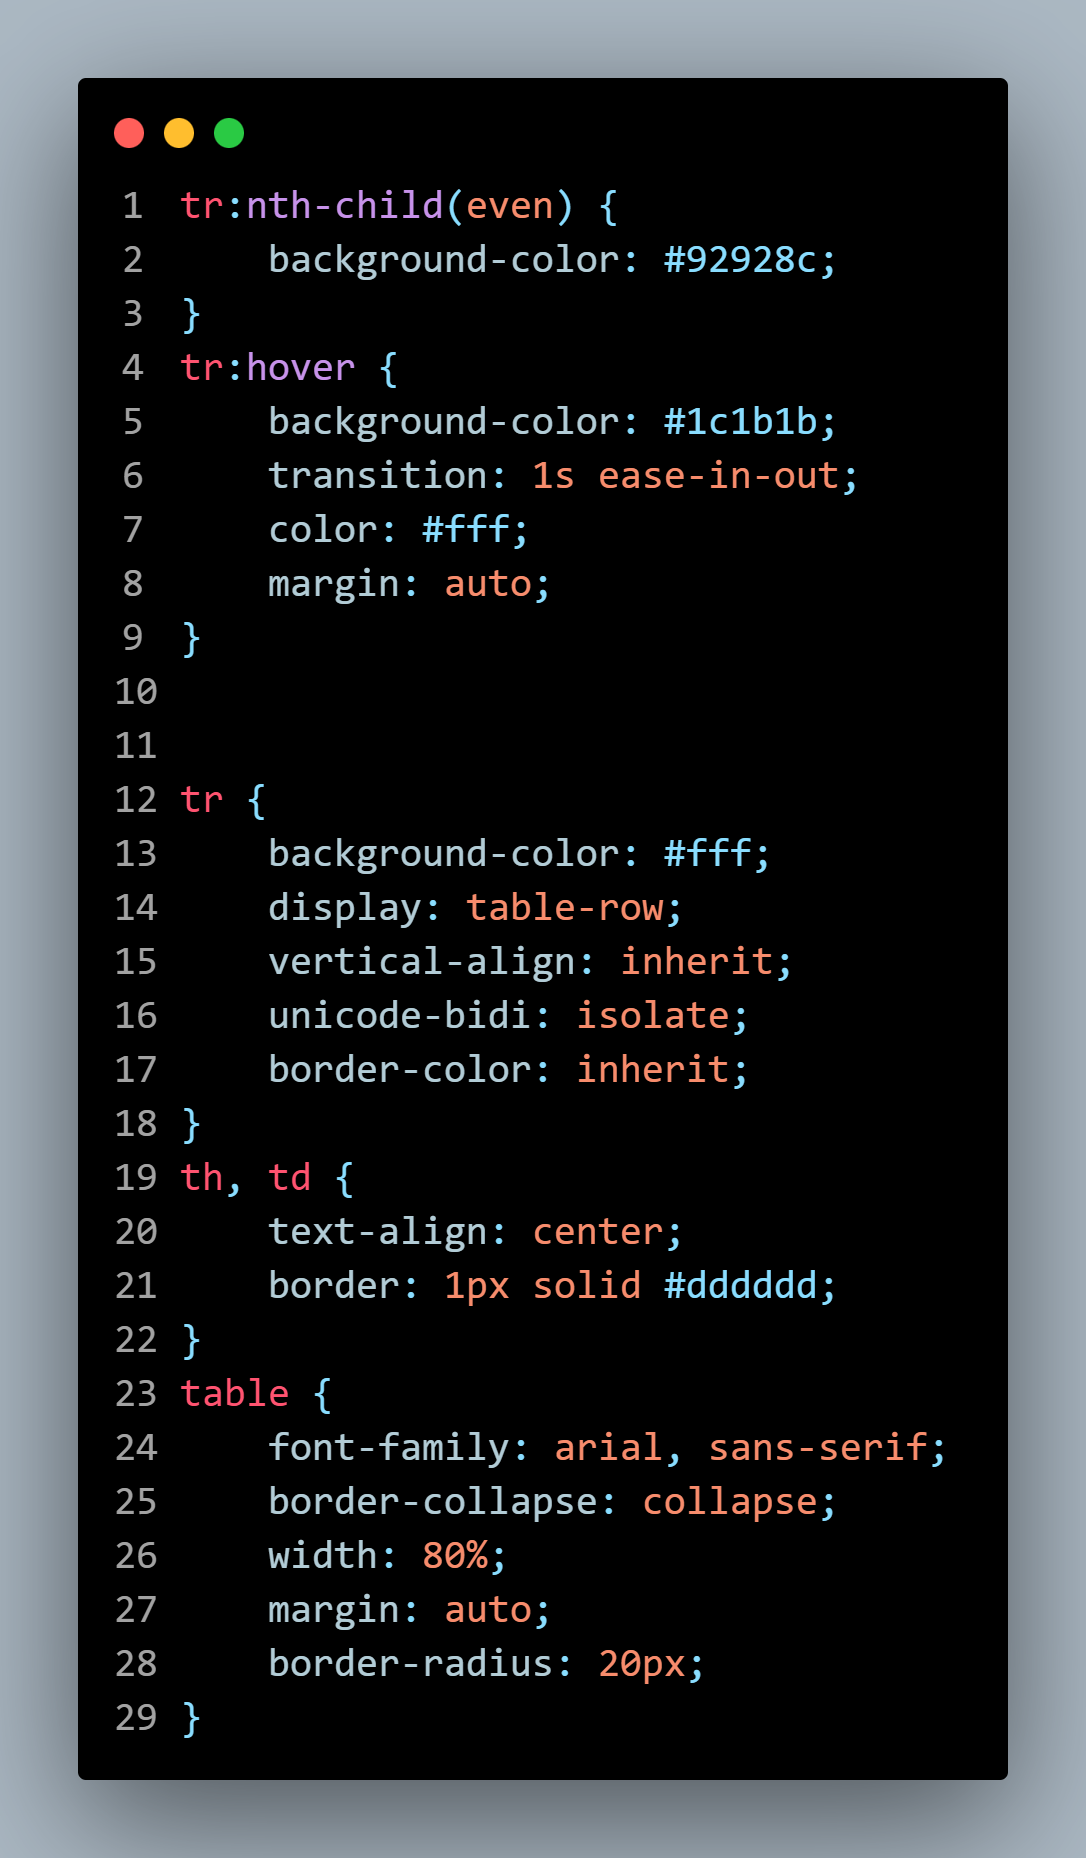 1 tr:nth-child(even) {
2     background-color: #92928c;
3 }
4 tr:hover {
5     background-color: #1c1b1b;
6     transition: 1s ease-in-out;
7     color: #fff;
8     margin: auto;
9 }
10
11
12 tr {
13     background-color: #fff;
14     display: table-row;
15     vertical-align: inherit;
16     unicode-bidi: isolate;
17     border-color: inherit;
18 }
19 th, td {
20     text-align: center;
21     border: 1px solid #dddddd;
22 }
23 table {
24     font-family: arial, sans-serif;
25     border-collapse: collapse;
26     width: 80%;
27     margin: auto;
28     border-radius: 20px;
29 }